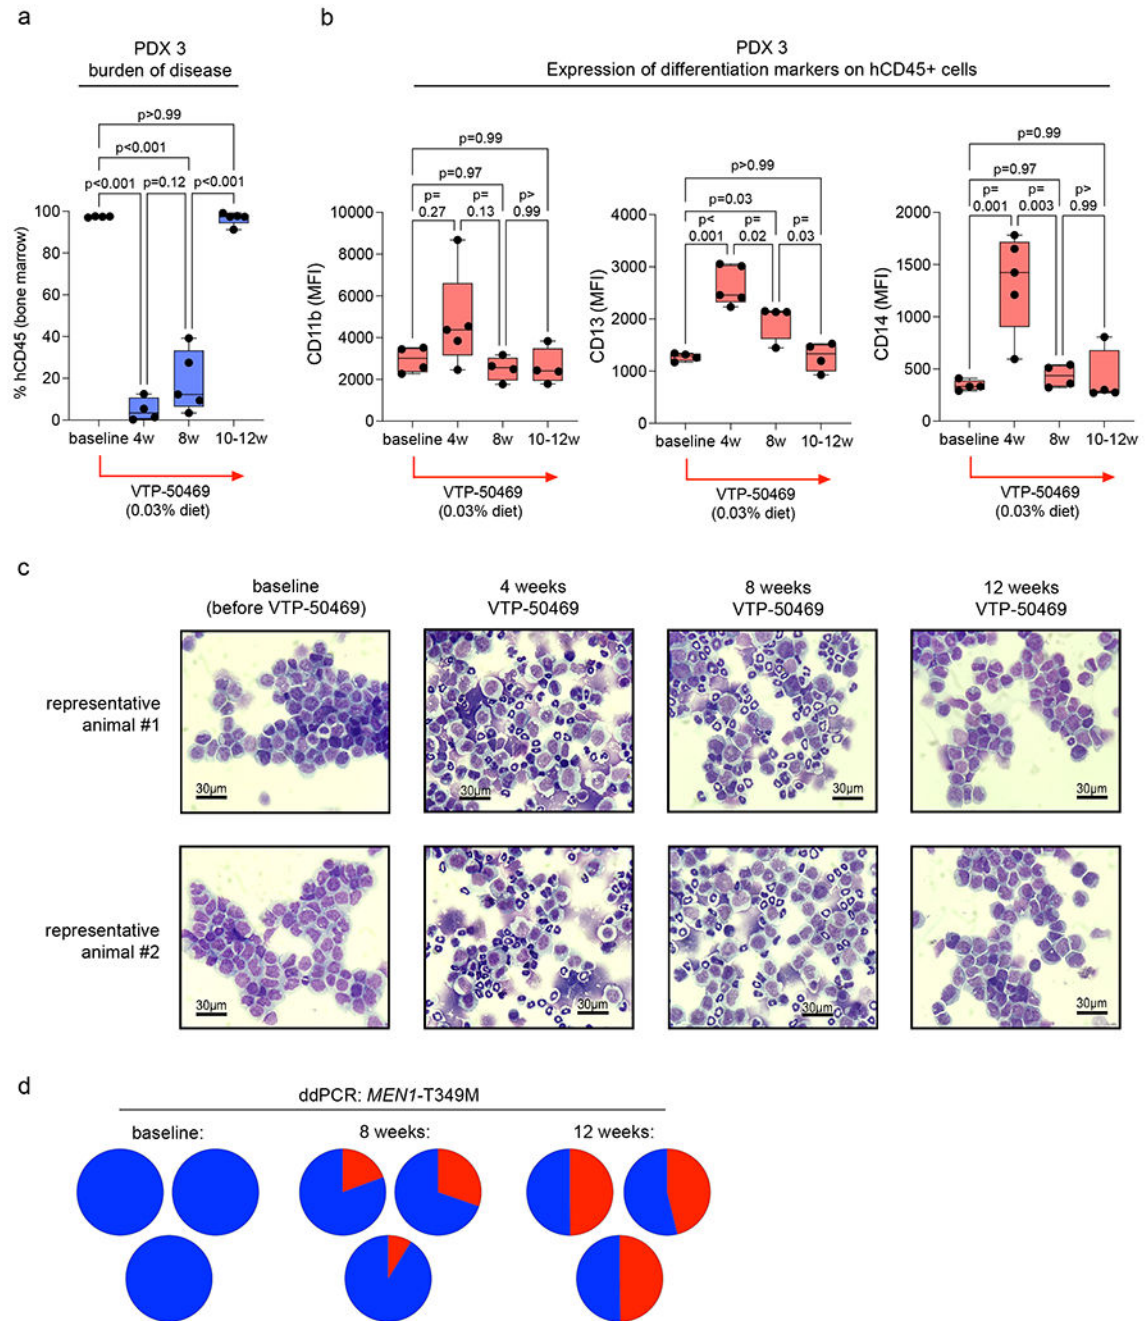 a
PDX 3
burden of disease
p>0.99
p<0.001
p<0.001
p=0.12
p<0.001
% hCD45 (bone marrow)
100
80
60
40
20
0
baseline 4w 8w 10-12w
VTP-50469
(0.03% diet)
b
PDX 3
Expression of differentiation markers on hCD45+ cells
p=0.99
p=0.97
p= p= p>
0.27 0.13 0.99
CD11b (MFI)
10000
8000
6000
4000
2000
0
baseline 4w 8w 10-12w
VTP-50469
(0.03% diet)
p>0.99
p=0.03
p< p= p=
0.001 0.02 0.03
CD13 (MFI)
4000
3000
2000
1000
0
baseline 4w 8w 10-12w
VTP-50469
(0.03% diet)
p=0.99
p=0.97
p= p= p>
0.001 0.003 0.99
CD14 (MFI)
2000
1500
1000
500
0
baseline 4w 8w 10-12w
VTP-50469
(0.03% diet)
c
baseline
(before VTP-50469)
4 weeks
VTP-50469
8 weeks
VTP-50469
12 weeks
VTP-50469
representative
animal #1
30µm
30µm
30µm
30µm
representative
animal #2
30µm
30µm
30µm
30µm
d
ddPCR: MEN1-T349M
baseline:
8 weeks:
12 weeks: